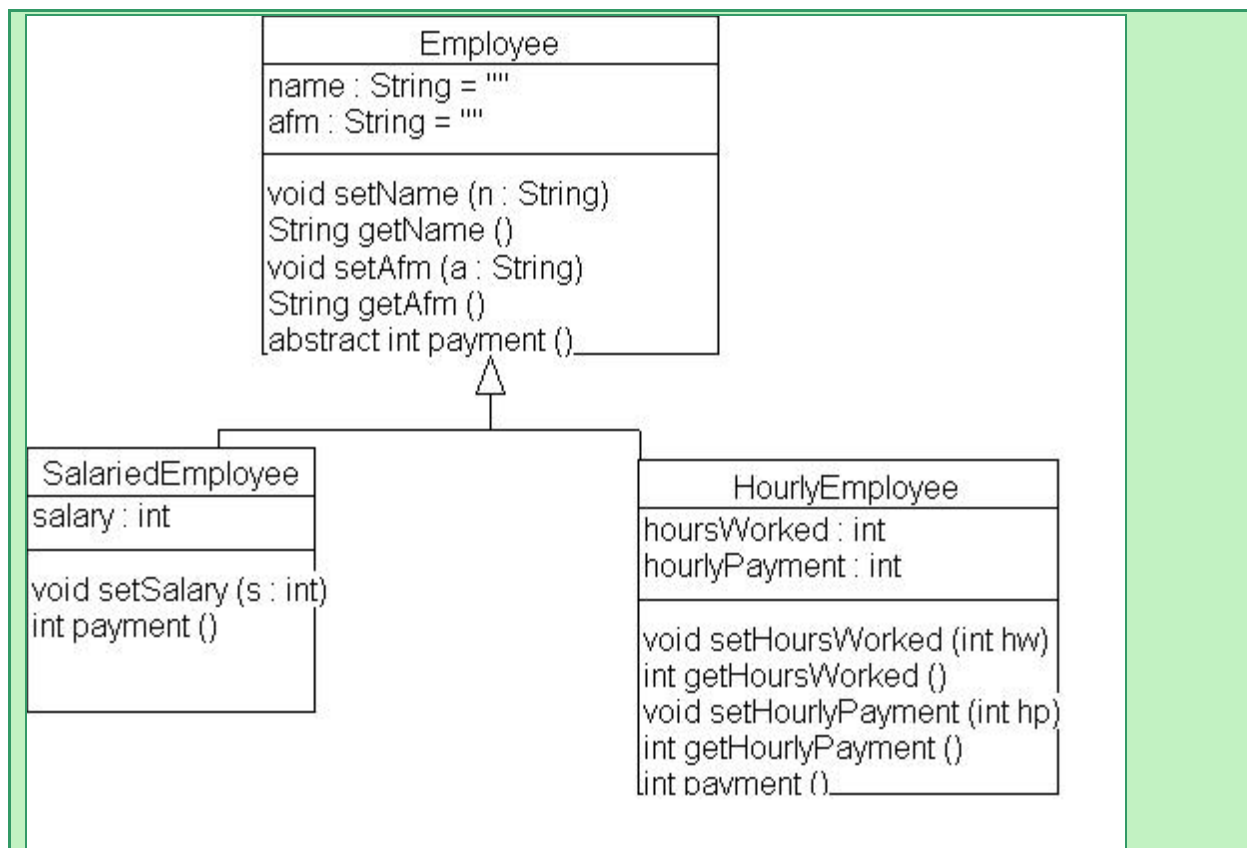 Employee
name : String = ""
afm : String = ""
void setName (n : String)
String getName ()
void setAfm (a : String)
String getAfm ()
abstract int payment ()
SalariedEmployee
salary : int
void setSalary (s : int)
int payment ()
HourlyEmployee
hoursWorked : int
hourlyPayment : int
void setHoursWorked (int hw)
int getHoursWorked ()
void setHourlyPayment (int hp)
int getHourlyPayment ()
int payment ()